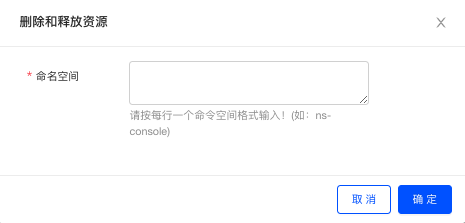 删除和释放资源
* 命名空间
请按每行一个命令空间格式输入！(如：ns-
console)
取 消
确 定